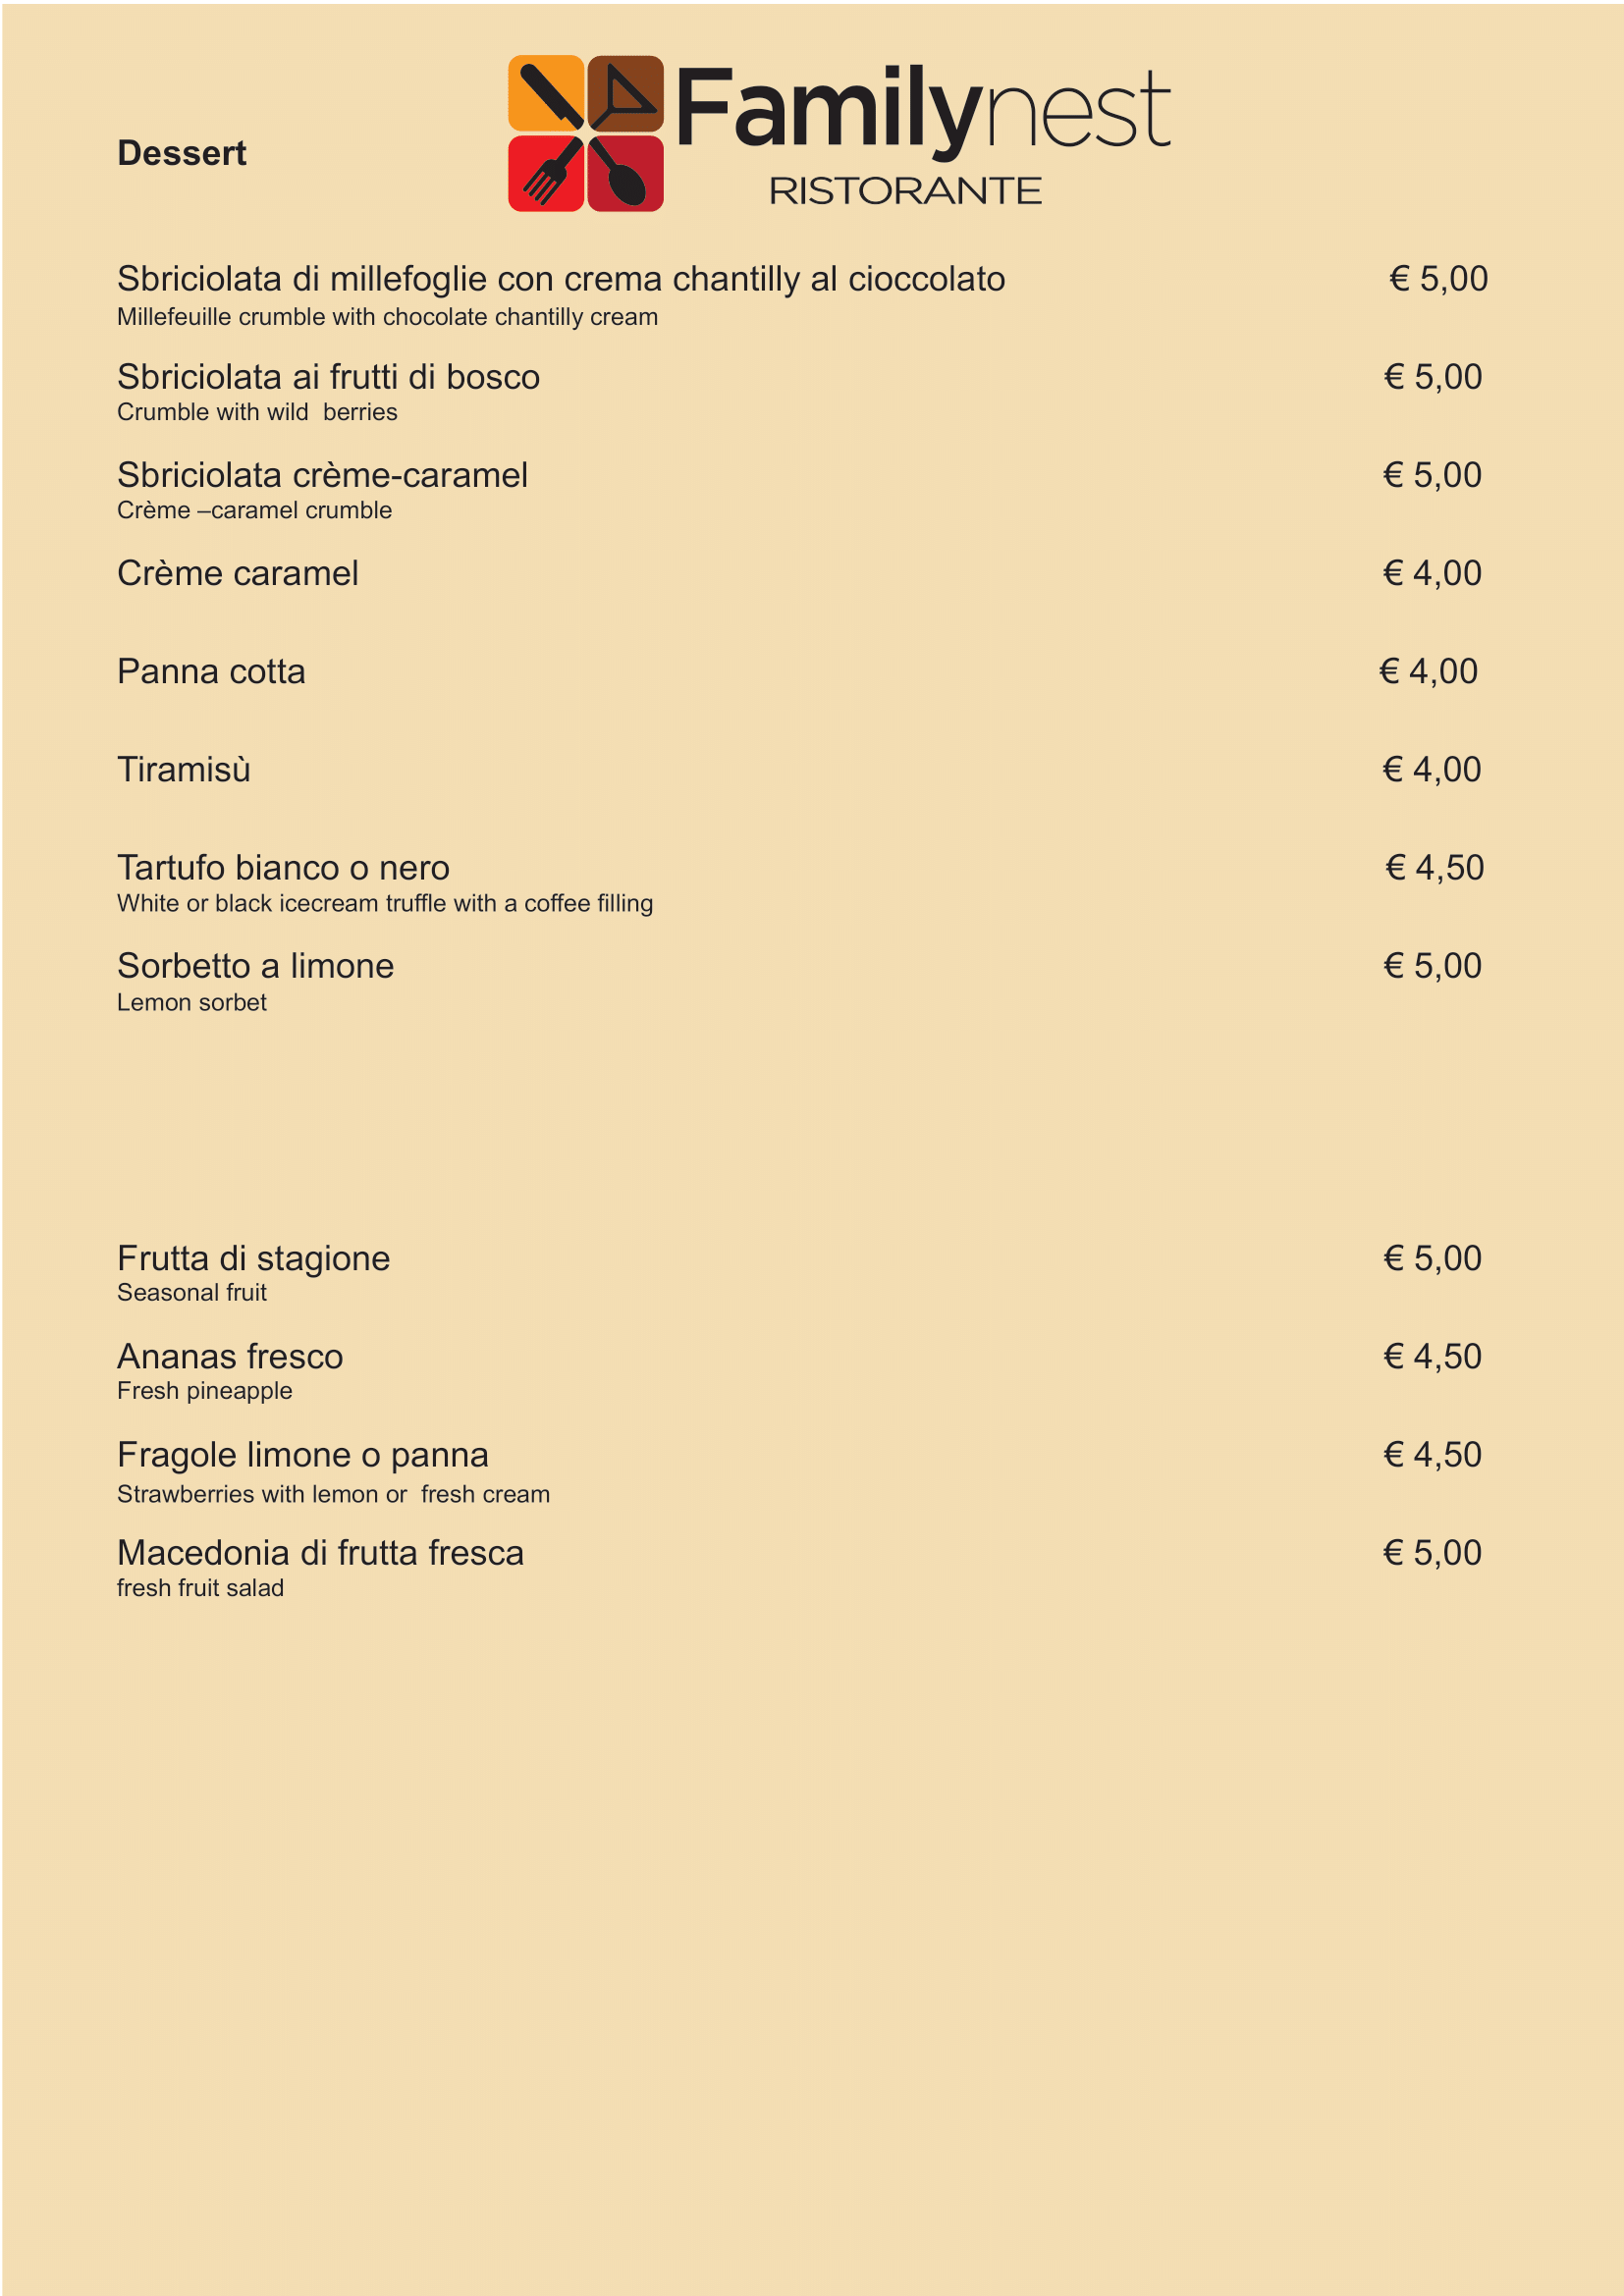 Familynest
Dessert
RISTORANTE
Sbriciolata di millefoglie con crema chantilly al cioccolato € 5,00
Millefeuille crumble with chocolate chantilly cream
Sbriciolata ai frutti di bosco € 5,00
Crumble with wild  berries
Sbriciolata crème-caramel € 5,00
Crème –caramel crumble
Crème caramel € 4,00
Panna cotta € 4,00
Tiramisù € 4,00
Tartufo bianco o nero € 4,50
White or black icecream truffle with a coffee filling
Sorbetto a limone € 5,00
Lemon sorbet
Frutta di stagione € 5,00
Seasonal fruit
Ananas fresco € 4,50
Fresh pineapple
Fragole limone o panna € 4,50
Strawberries with lemon or  fresh cream
Macedonia di frutta fresca € 5,00
fresh fruit salad